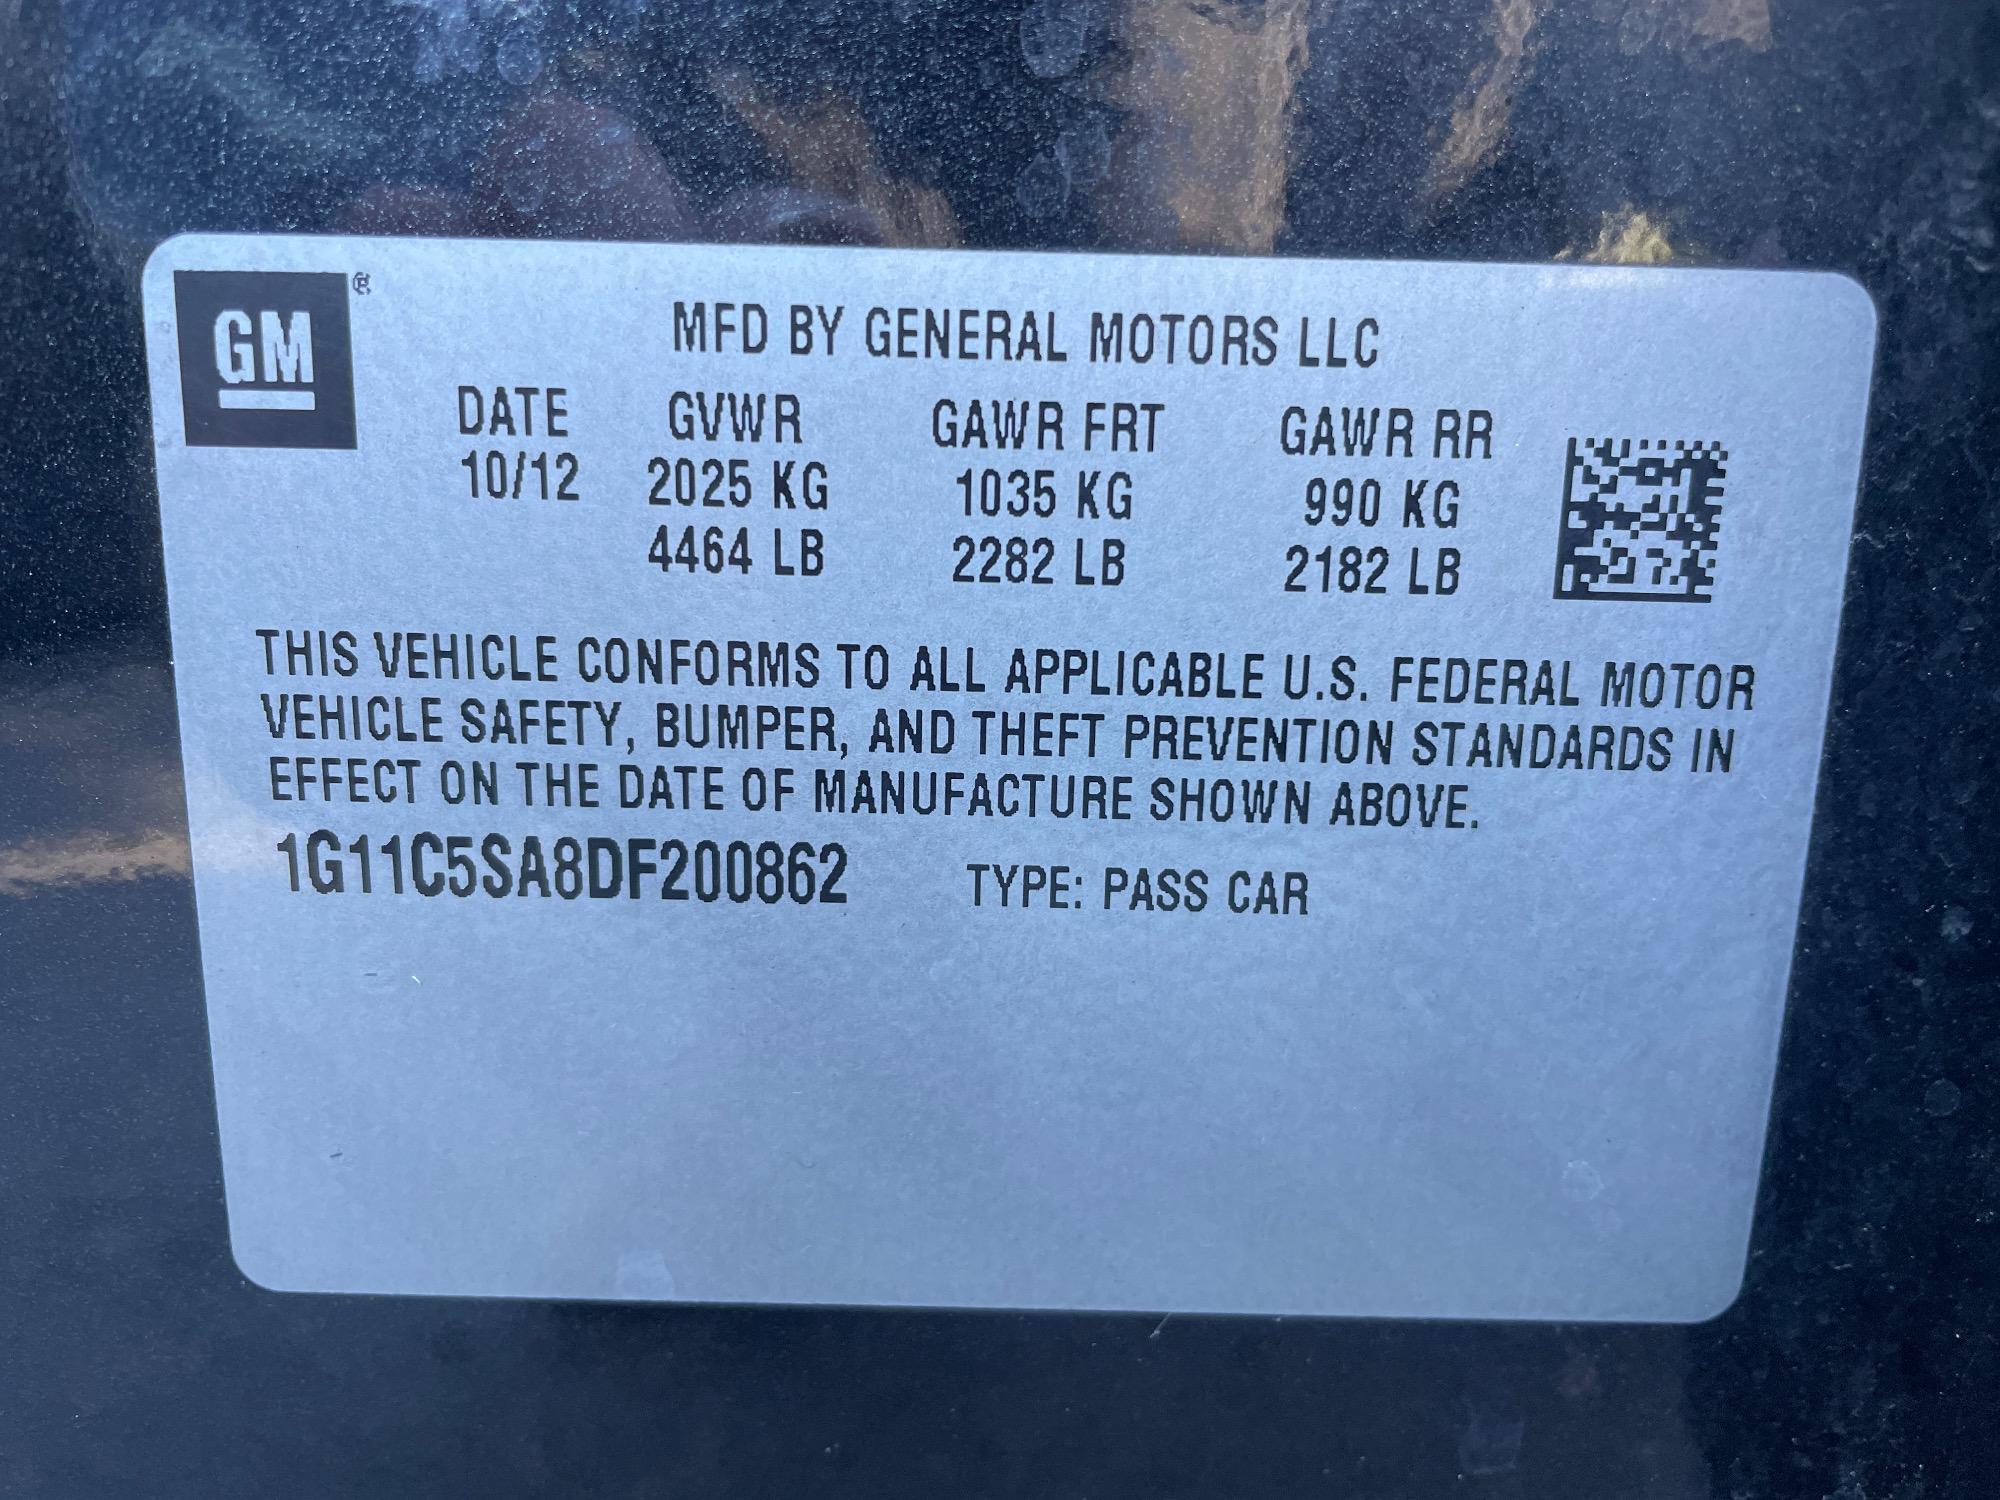 GM ®
MFD BY GENERAL MOTORS LLC
DATE GVWR GAWR FRT GAWR RR
10/12 2025 KG 1035 KG 990 KG
4464 LB 2282 LB 2182 LB
THIS VEHICLE CONFORMS TO ALL APPLICABLE U.S. FEDERAL MOTOR
VEHICLE SAFETY, BUMPER, AND THEFT PREVENTION STANDARDS IN
EFFECT ON THE DATE OF MANUFACTURE SHOWN ABOVE.
1G11C5SA8DF200862 TYPE: PASS CAR